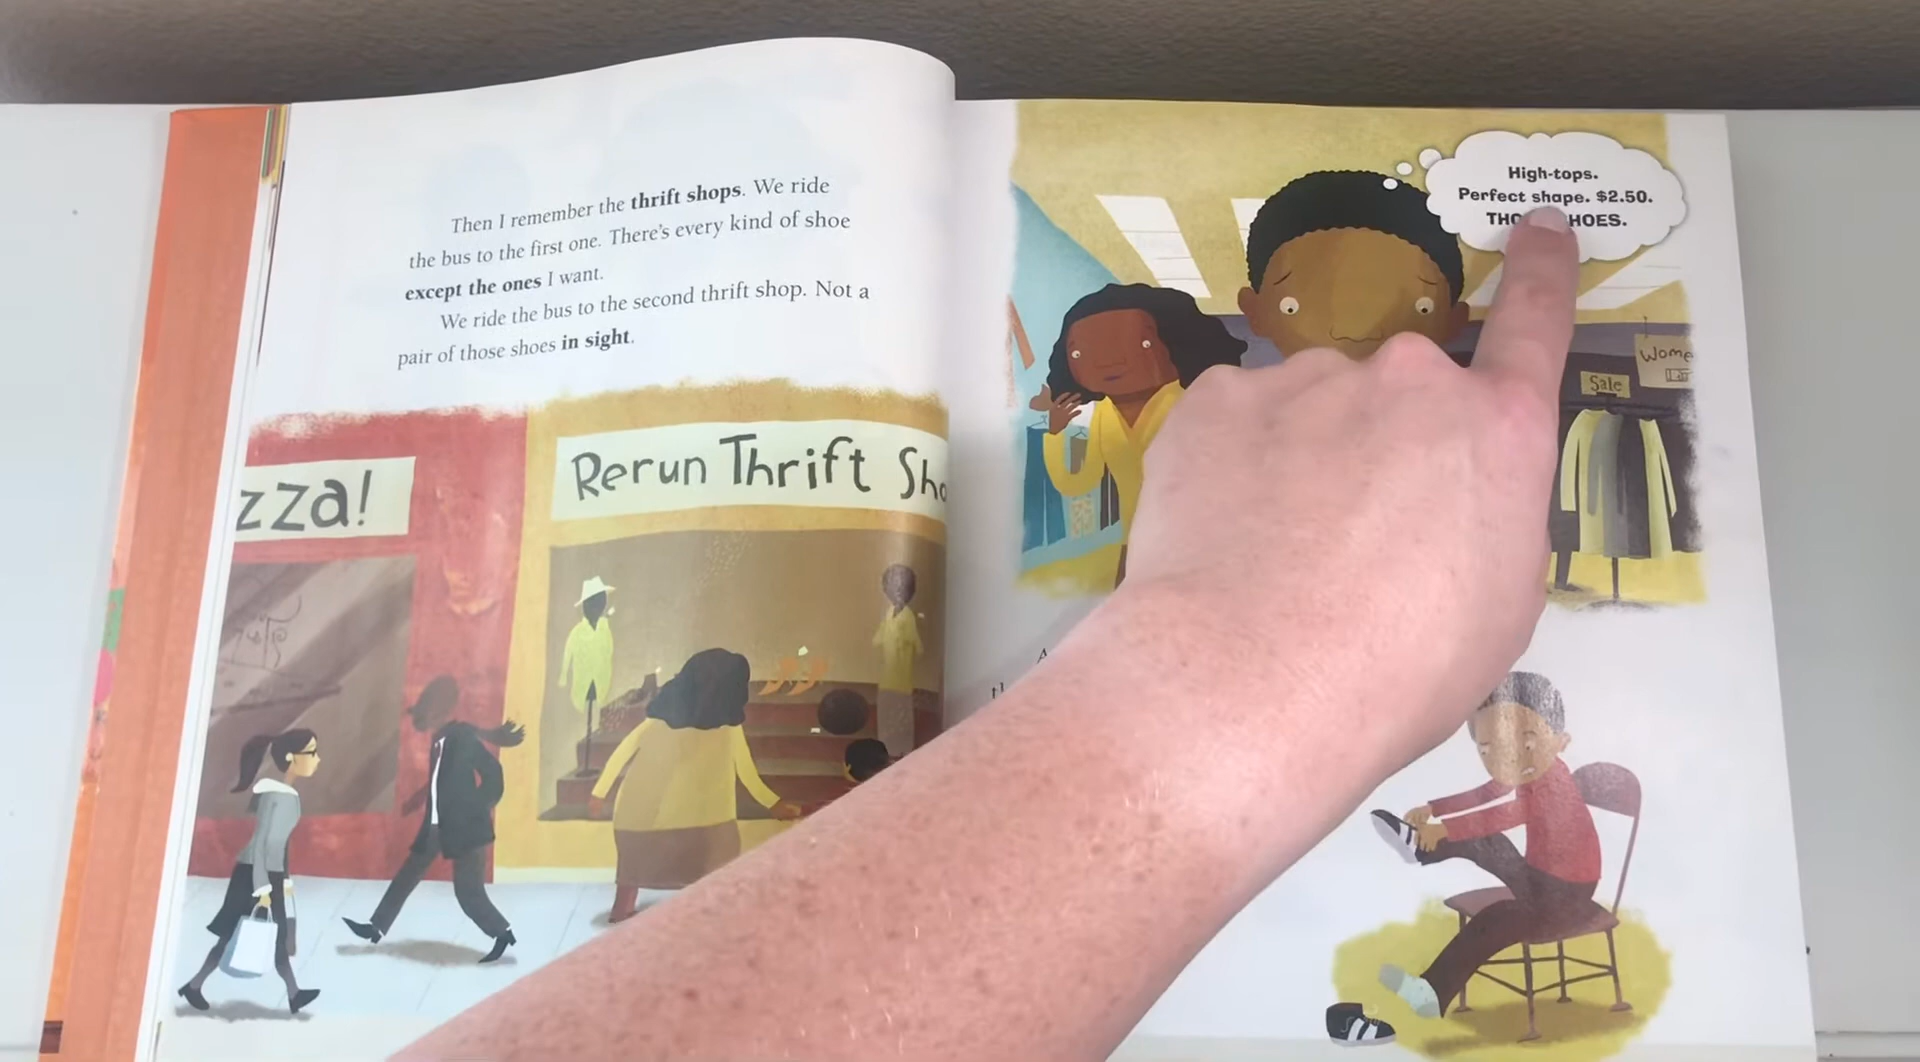 Then I remember the thrift shops. We ride
the bus to the first one. There's every kind of shoe
except the ones I want.
We ride the bus to the second thrift shop. Not a
pair of those shoes in sight.
zza!
Rerun Thrift Sho
High-tops.
Perfect shape. $2.50.
THO HOES.
Wome
Sale
A